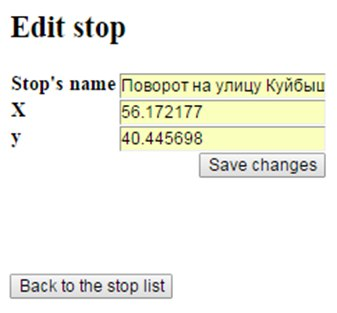 Edit stop
Stop's name Поворот на улицу Куйбыш
X 56.172177
y 40.445698
Save changes
Back to the stop list